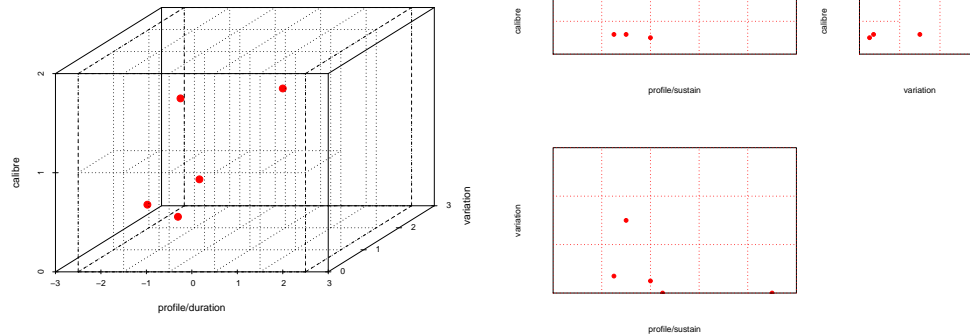 calibre
2
1
0
−3
−2
−1
0
1
2
3
profile/duration
0
1
2
3
variation
calibre
profile/sustain
calibre
variation
variation
profile/sustain